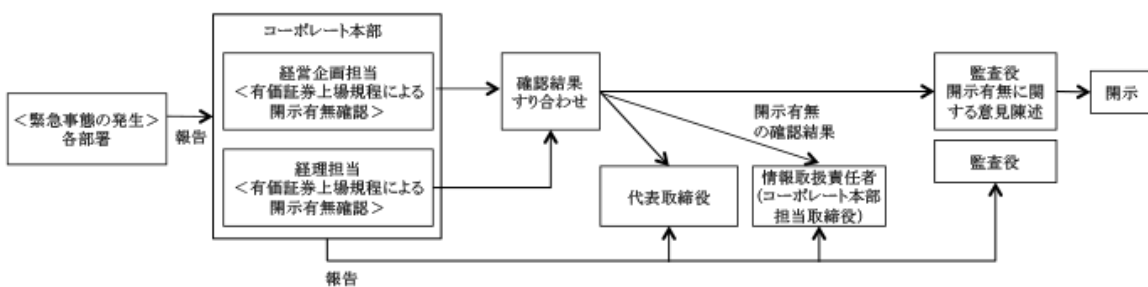 コーポレート本部
経営企画担当
＜有価証券上場規程による
開示有無確認＞
経理担当
＜有価証券上場規程による
開示有無確認＞
＜緊急事態の発生＞
各部署
報告
確認結果
すり合わせ
開示有無
の確認結果
代表取締役
情報取扱責任者
(コーポレート本部
担当取締役)
監査役
開示有無に関
する意見陳述
監査役
開示
報告